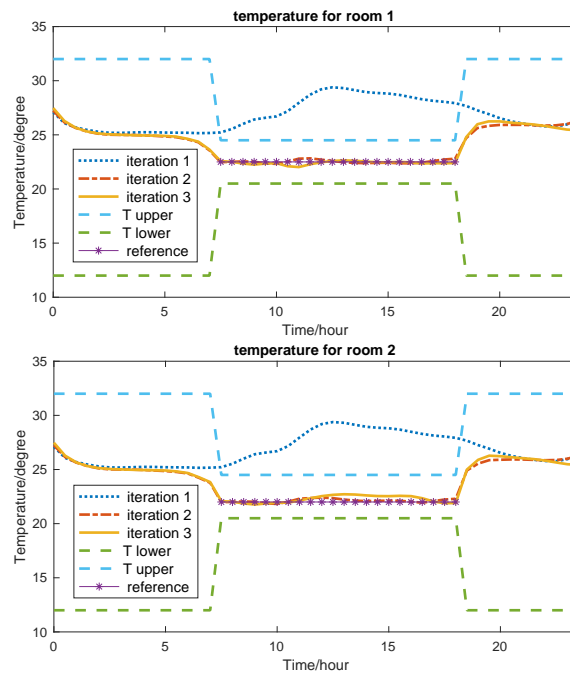 temperature for room 1
35
30
25
20
15
10
Temperature/degree
iteration 1
iteration 2
iteration 3
T upper
T lower
reference
0 5 10 15 20
Time/hour
temperature for room 2
35
30
25
20
15
10
Temperature/degree
iteration 1
iteration 2
iteration 3
T lower
T upper
reference
0 5 10 15 20
Time/hour